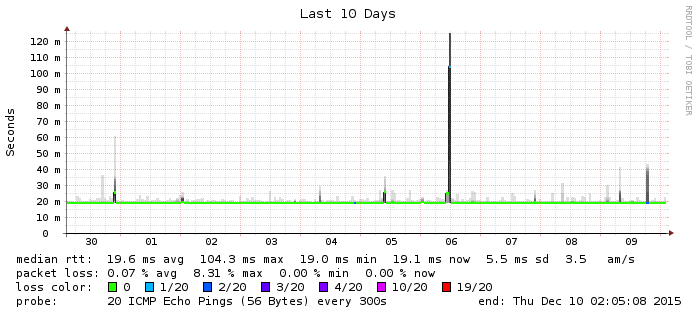 Last 10 Days
RRDTOOL / TOBI OETIKER
Seconds
120 m
110 m
100 m
90 m
80 m
70 m
60 m
50 m
40 m
30 m
20 m
10 m
0
30 01 02 03 04 05 06 07 08 09
median rtt: 19.6 ms avg 104.3 ms max 19.0 ms min 19.1 ms now 5.5 ms sd 3.5 am/s
packet loss: 0.07 % avg 8.31 % max 0.00 % min 0.00 % now
loss color: 0 1/20 2/20 3/20 4/20 10/20 19/20
probe: 20 ICMP Echo Pings (56 Bytes) every 300s end: Thu Dec 10 02:05:08 2015